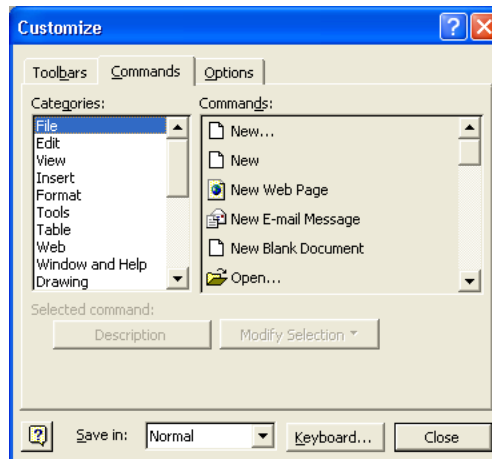 Customize
Toolbars Commands Options
Categories: Commands:
File
Edit
View
Insert
Format
Tools
Table
Web
Window and Help
Drawing
New...
New
New Web Page
New E-mail Message
New Blank Document
Open...
Selected command:
Description Modify Selection
Save in: Normal Keyboard... Close